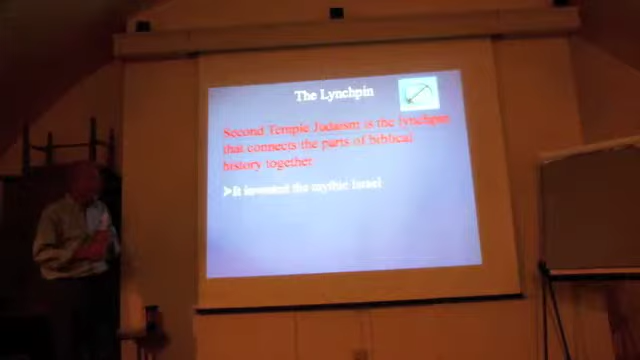 The Lynchpin
Second Temple Judaism is the lynchpin
that connects the parts of biblical
history together
➢It invented the mythic Israel